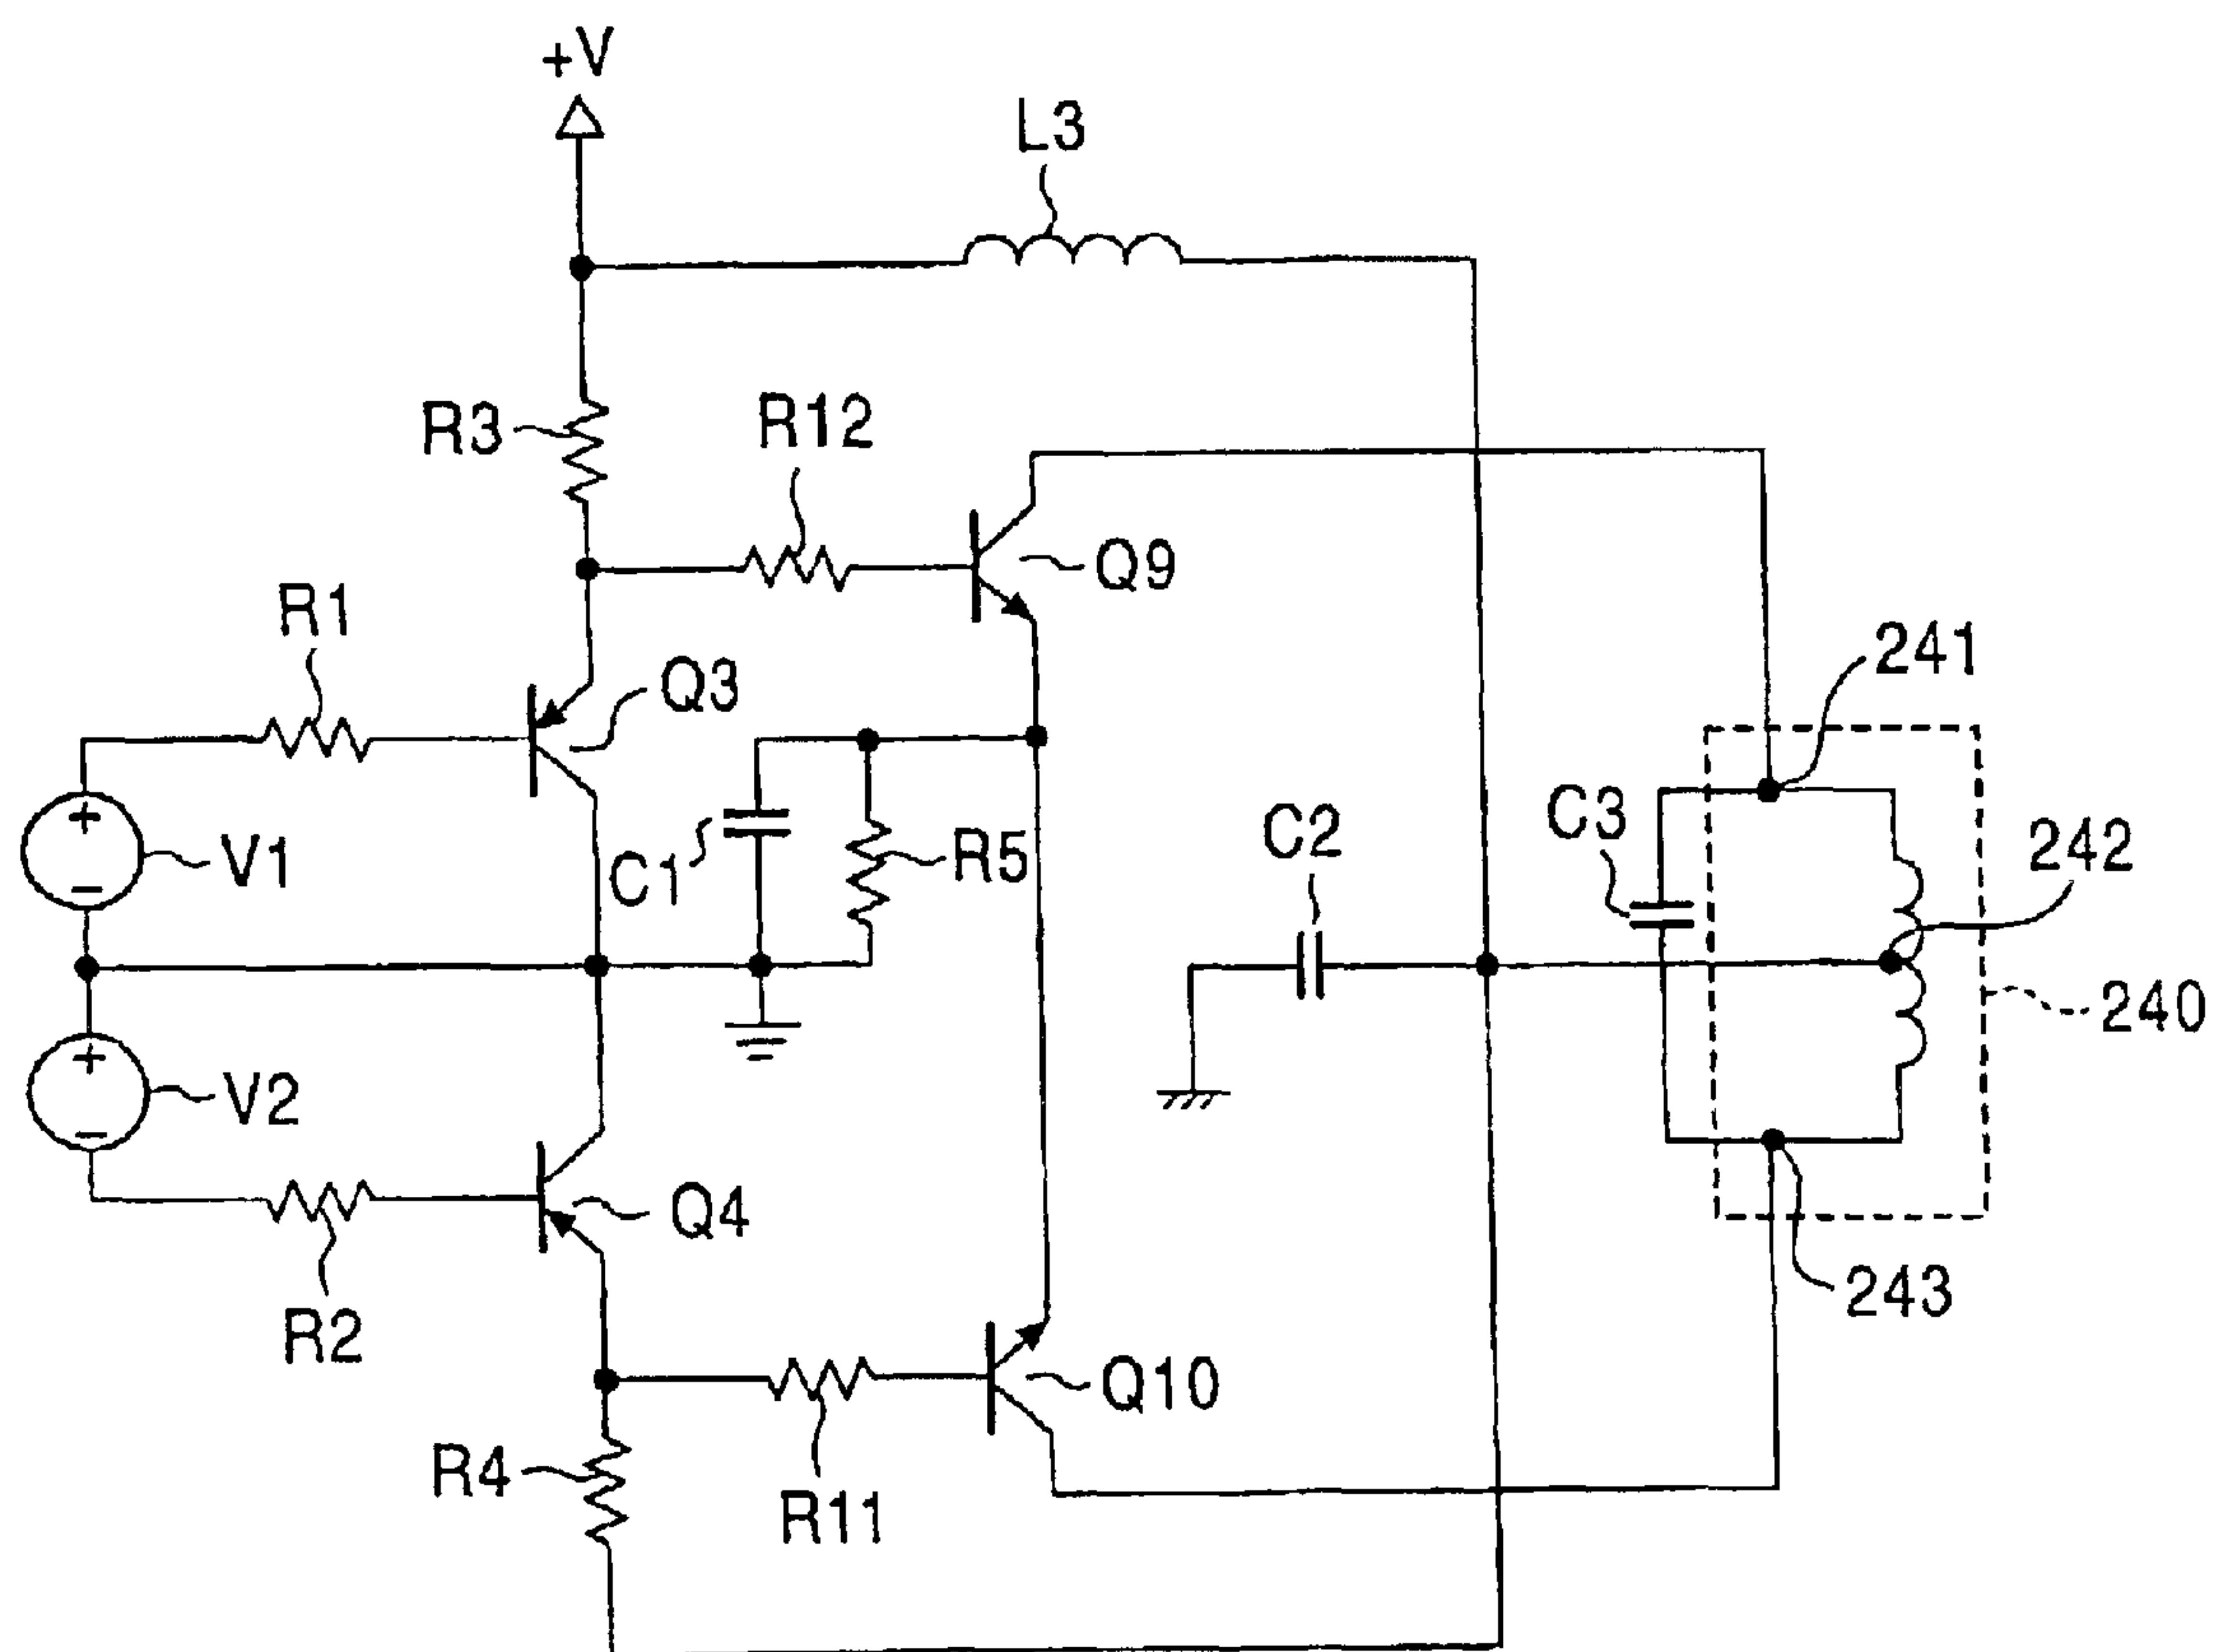 +V
L3
R3
R12
Q9
R1
Q3
241
+
V1
C1
R5
C2
C3
242
−
240
+
V2
−
Q4
243
R2
Q10
R4
R11